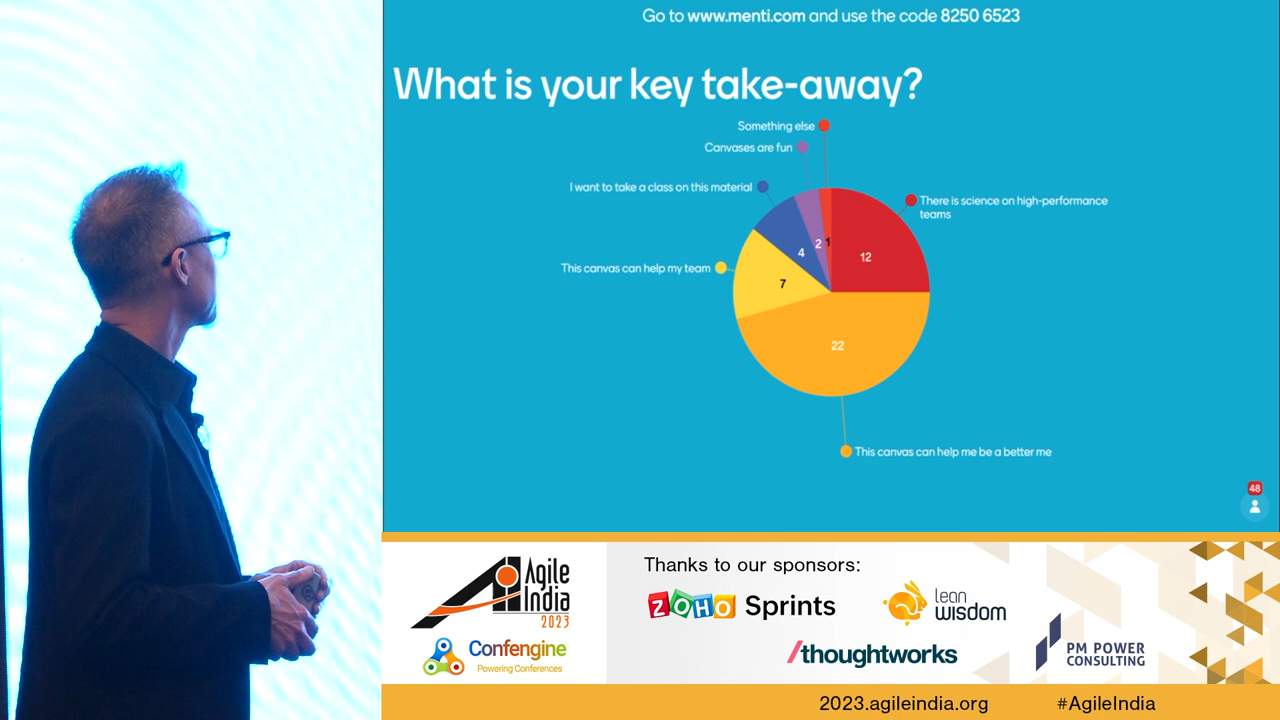 Go to www.menti.com and use the code 8250 6523
What is your key take-away?
Something else
Canvases are fun
I want to take a class on this material
There is science on high-performance
teams
This canvas can help my team
12
2
1
4
7
22
This canvas can help me be a better me
48
Agile
India
2023
Confengine
Powering Conferences
Thanks to our sponsors:
ZOHO Sprints
lean
wisdom
/thoughtworks
PM POWER
CONSULTING
2023.agileindia.org #AgileIndia